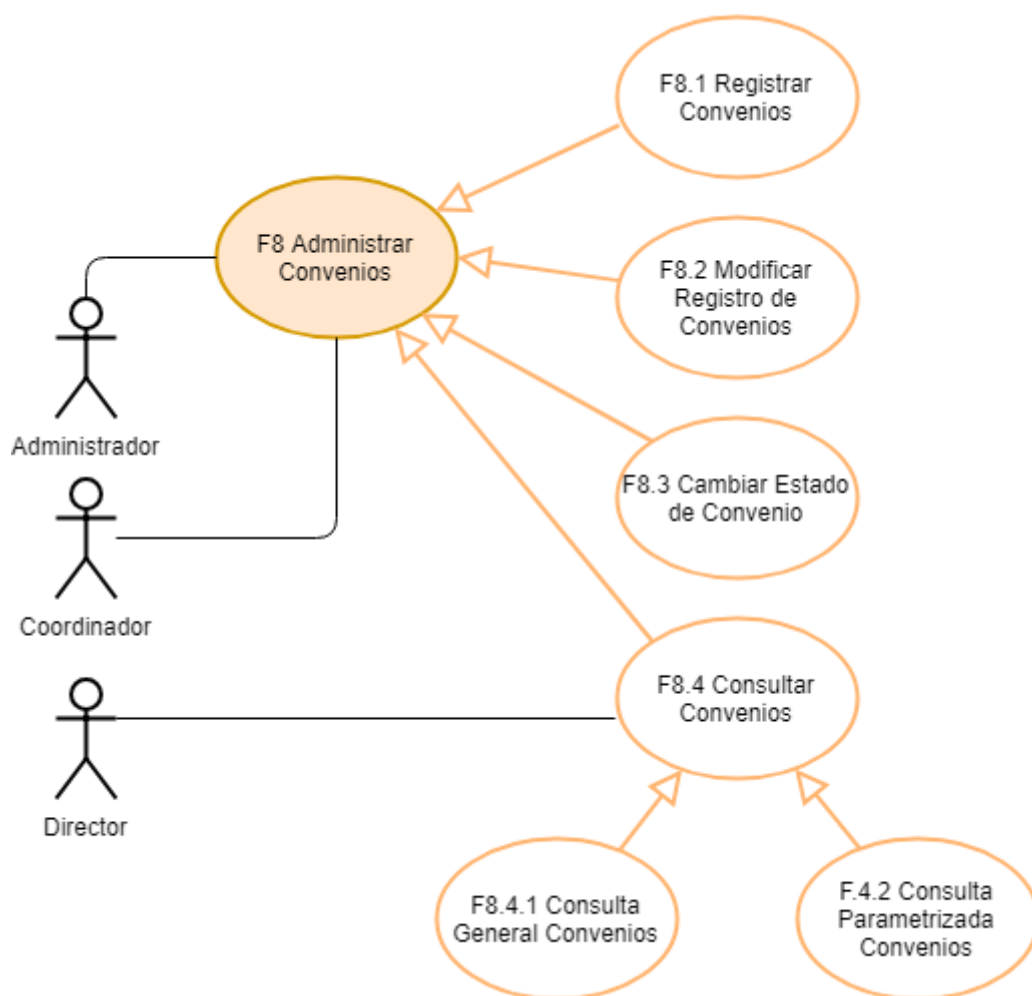 F8.1 Registrar
Convenios
F8 Administrar
Convenios
F8.2 Modificar
Registro de
Convenios
Administrador
F8.3 Cambiar Estado
de Convenio
Coordinador
F8.4 Consultar
Convenios
Director
F8.4.1 Consulta
General Convenios
F.4.2 Consulta
Parametrizada
Convenios